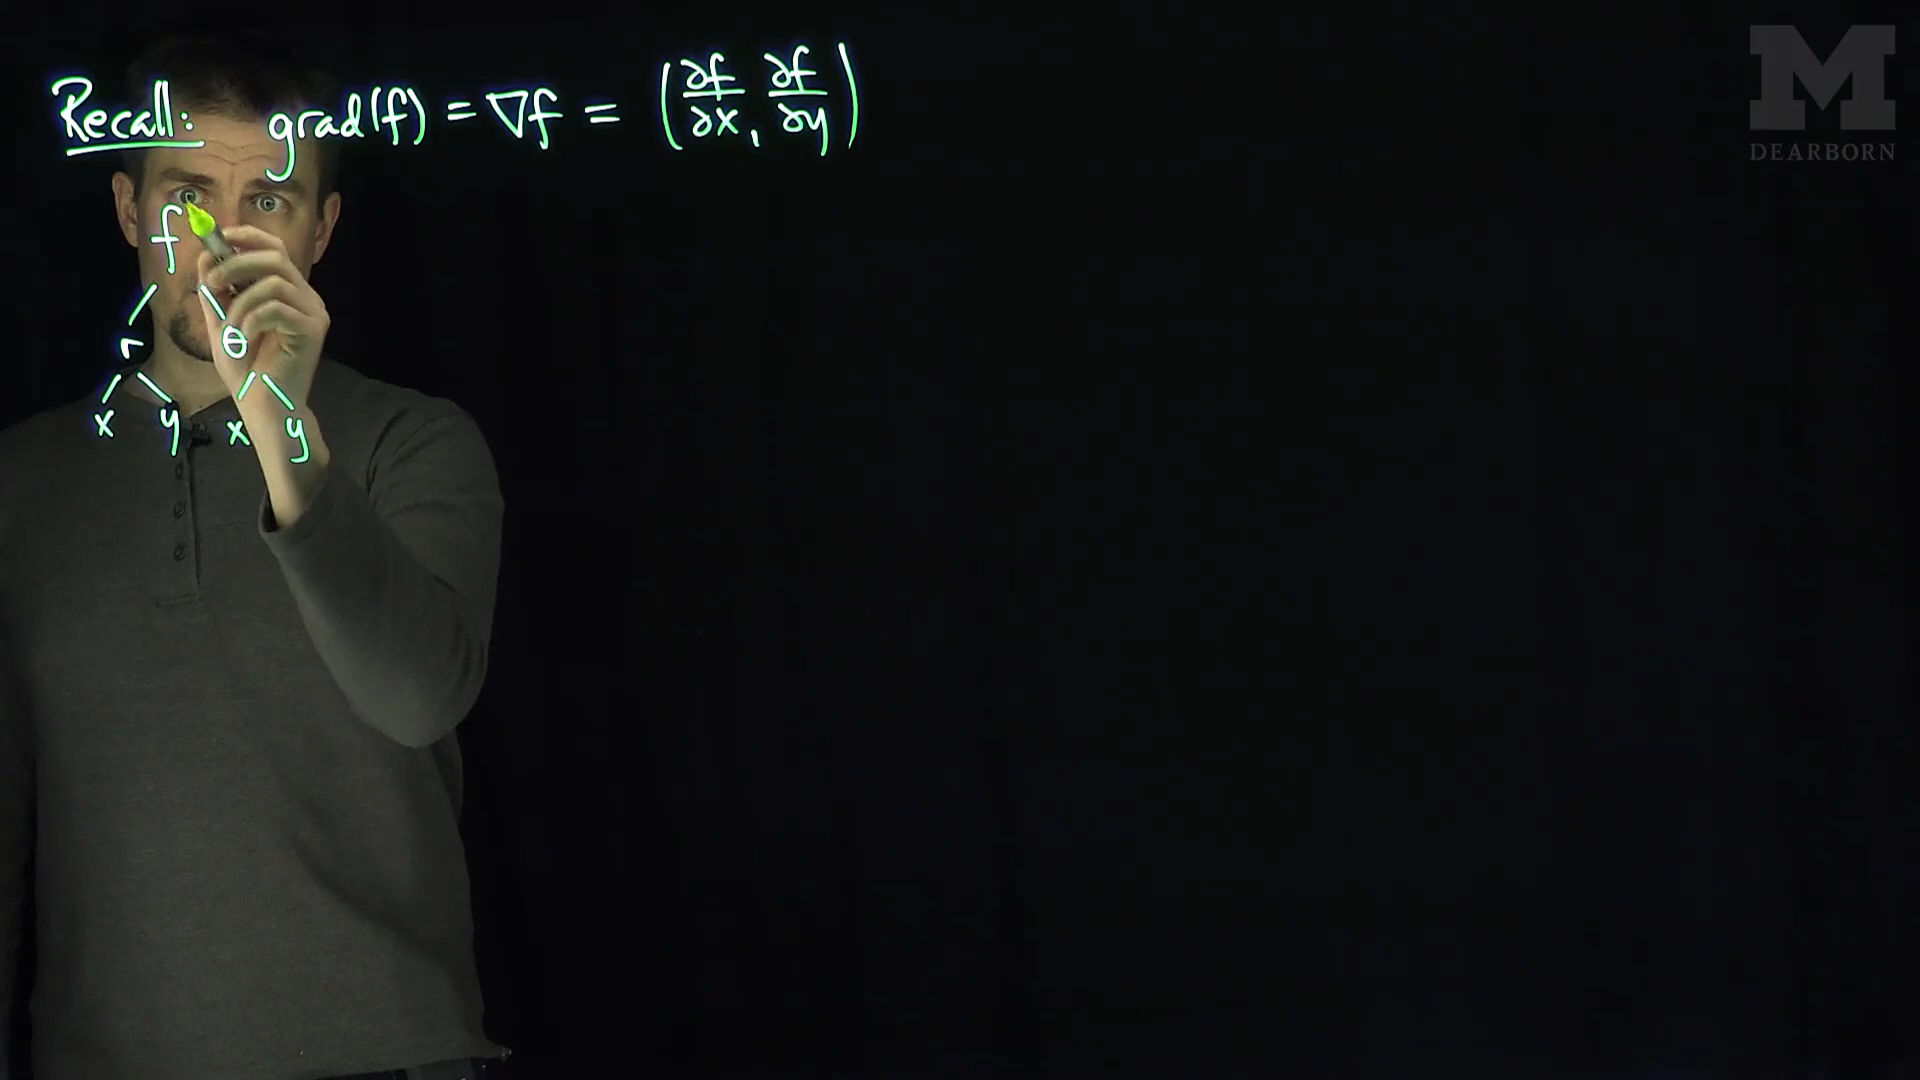 Recall: grad(f) = ∇f = (∂f/∂x, ∂f/∂y)
M
DEARBORN
f
r θ
x y x y